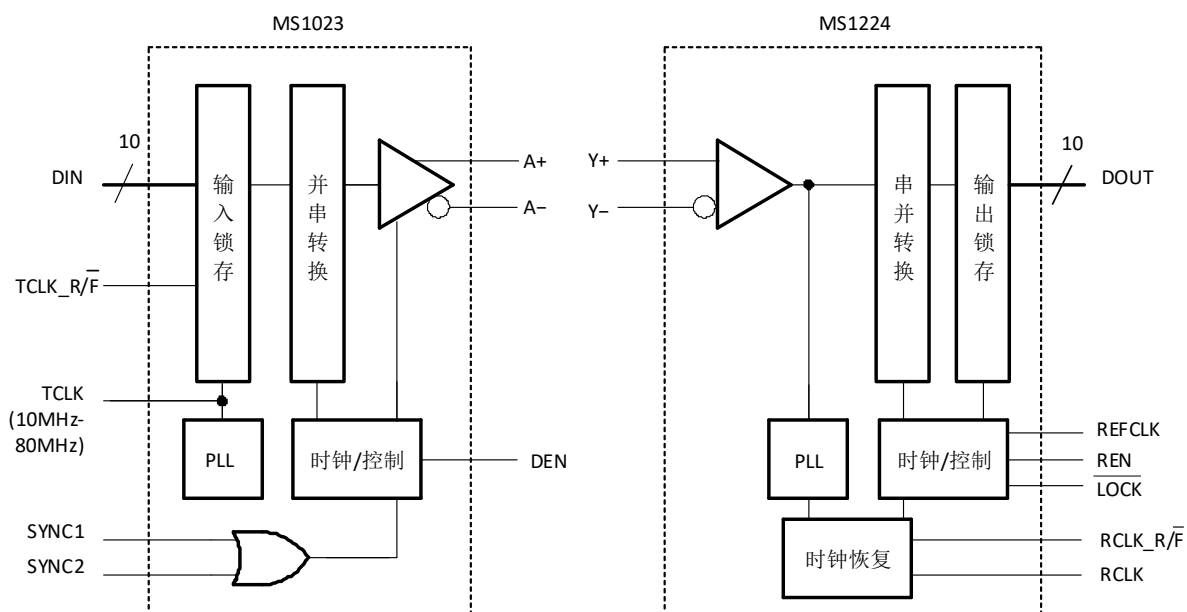 MS1023
MS1224
10
DIN
输入锁存
并串转换
A+
A−
TCLK_R/F̅
TCLK
(10MHz-
80MHz)
PLL
时钟/控制
DEN
SYNC1
SYNC2
Y+
Y−
串并转换
输出锁存
10
DOUT
PLL
时钟/控制
REFCLK
REN
L̅O̅C̅K̅
时钟恢复
RCLK_R/F̅
RCLK